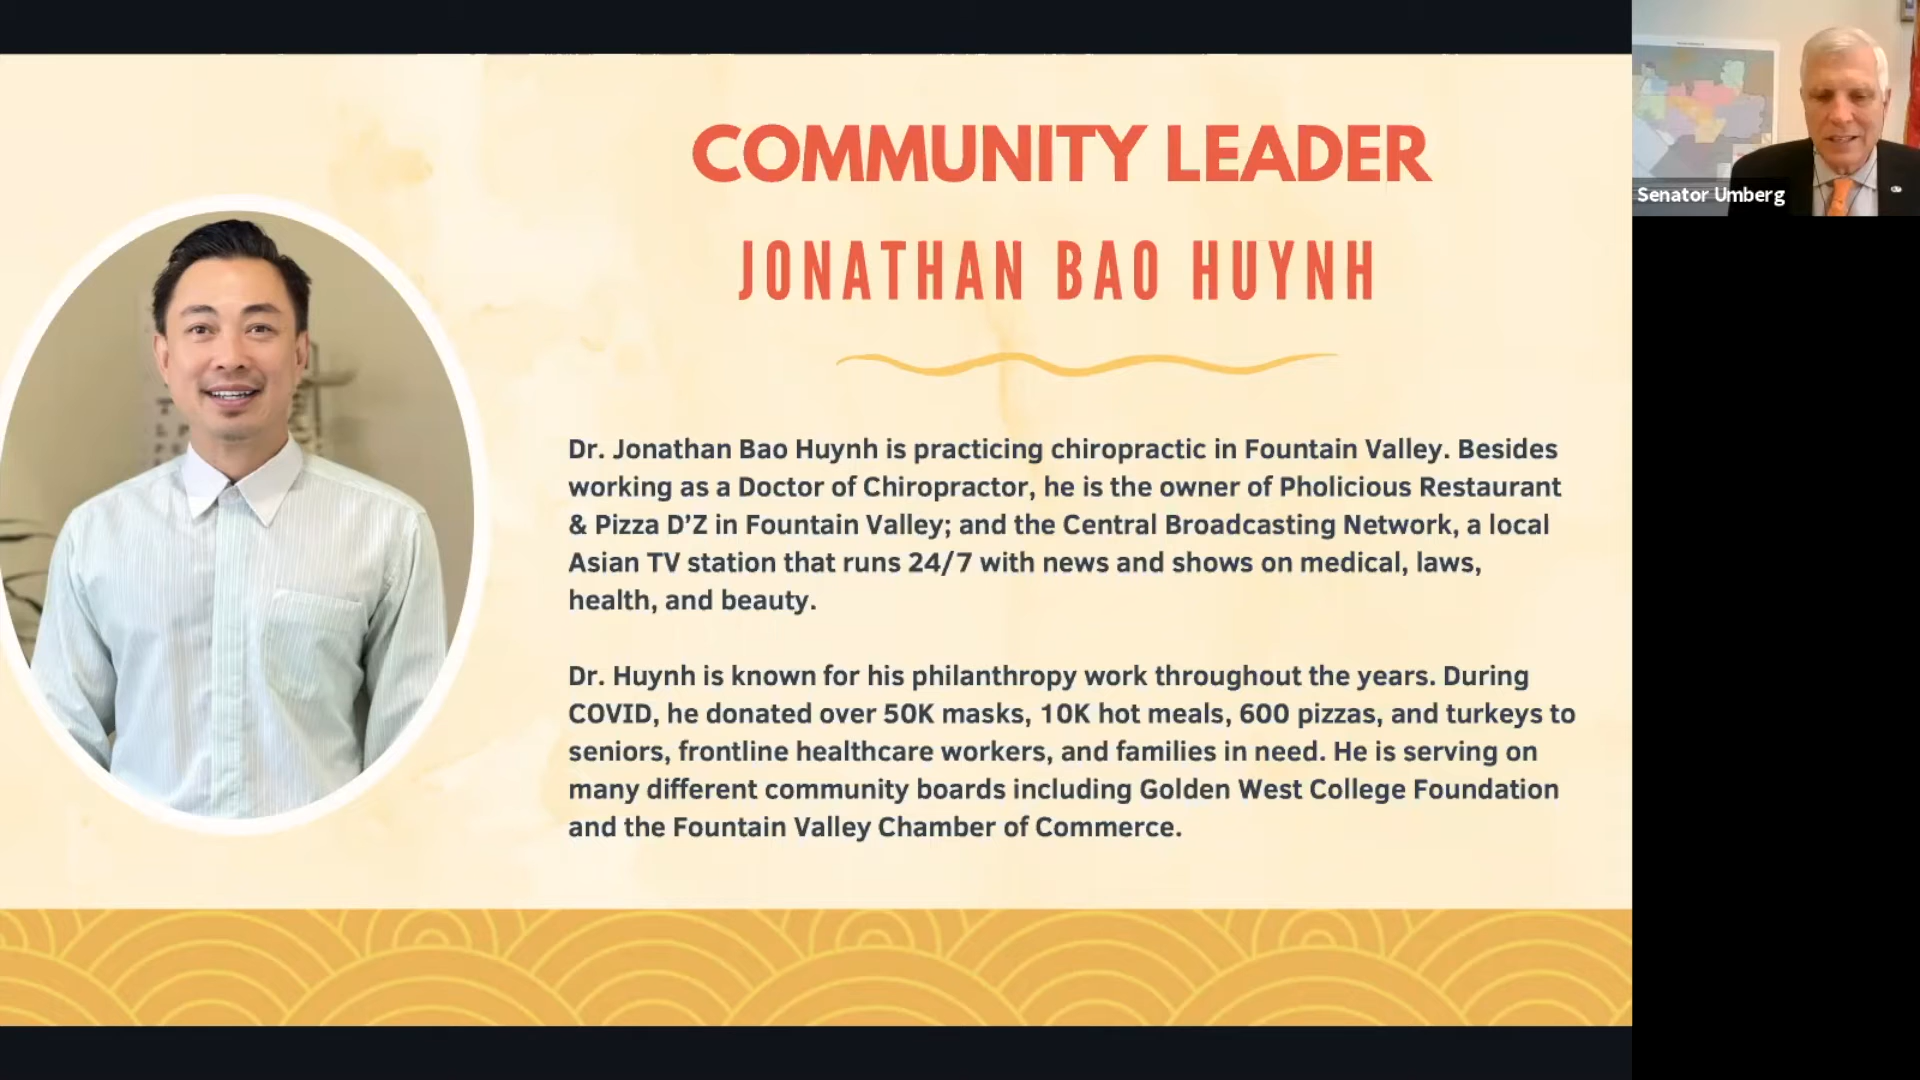 COMMUNITY LEADER
JONATHAN BAO HUYNH
Dr. Jonathan Bao Huynh is practicing chiropractic in Fountain Valley. Besides
working as a Doctor of Chiropractor, he is the owner of Pholicious Restaurant
& Pizza D’Z in Fountain Valley; and the Central Broadcasting Network, a local
Asian TV station that runs 24/7 with news and shows on medical, laws,
health, and beauty.
Dr. Huynh is known for his philanthropy work throughout the years. During
COVID, he donated over 50K masks, 10K hot meals, 600 pizzas, and turkeys to
seniors, frontline healthcare workers, and families in need. He is serving on
many different community boards including Golden West College Foundation
and the Fountain Valley Chamber of Commerce.
Senator Umberg